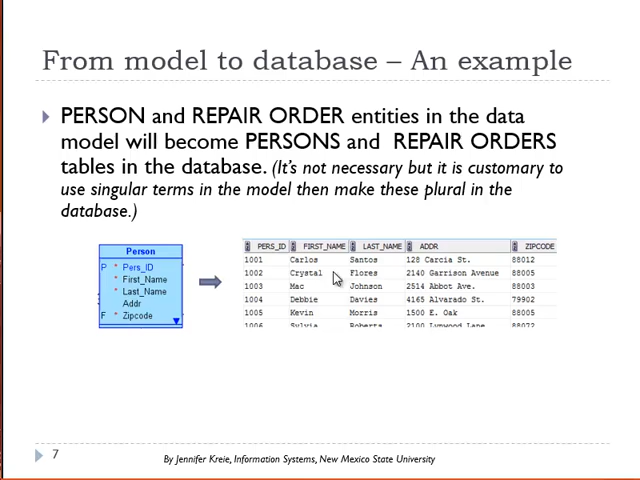 From model to database – An example
PERSON and REPAIR ORDER entities in the data
model will become PERSONS and REPAIR ORDERS
tables in the database. (It's not necessary but it is customary to
use singular terms in the model then make these plural in the
database.)
Person
P * Pers_ID
* First_Name
* Last_Name
Addr
F * Zipcode
PERS_ID FIRST_NAME LAST_NAME ADDR ZIPCODE
1001 Carlos Santos 128 Carcia St. 88012
1002 Crystal Flores 2140 Garrison Avenue 88005
1003 Mac Johnson 2514 Abbot Ave. 88003
1004 Debbie Davies 4165 Alvarado St. 79902
1005 Kevin Morris 1500 E. Oak 88005
1006 Sylvia Roberts 2100 Lynwood Lane 88072
7
By Jennifer Kreie, Information Systems, New Mexico State University